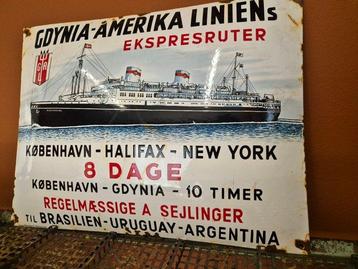 GDYNIA-AMERIKA LINIENs
EKSPRESRUTER
KØBENHAVN - HALIFAX - NEW YORK
8 DAGE
KØBENHAVN - GDYNIA - 10 TIMER
REGELMÆSSIGE A SEJLINGER
TIL BRASILIEN - URUGUAY - ARGENTINA